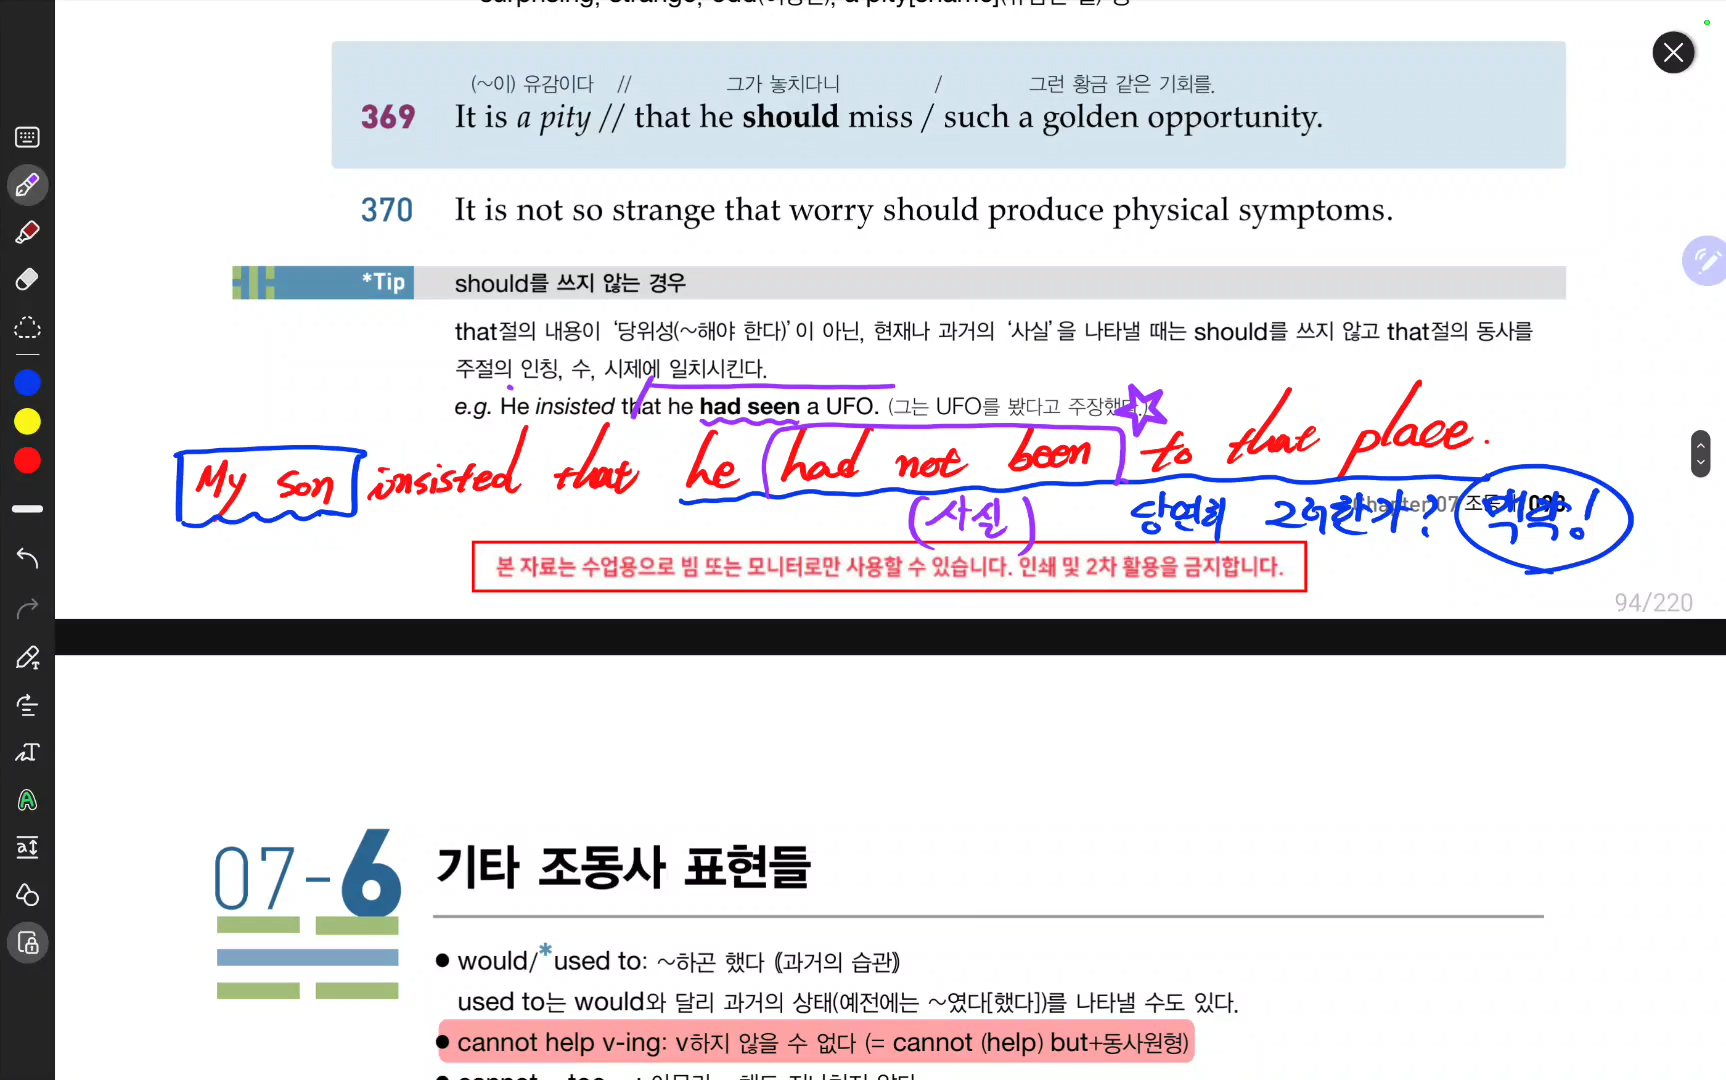 (～이) 유감이다 // 그가 놓치다니 / 그런 황금 같은 기회를.
369 It is a pity // that he should miss / such a golden opportunity.
370 It is not so strange that worry should produce physical symptoms.
*Tip should를 쓰지 않는 경우
that절의 내용이 ‘당위성(～해야 한다)’이 아닌, 현재나 과거의 ‘사실’을 나타낼 때는 should를 쓰지 않고 that절의 동사를
주절의 인칭, 수, 시제에 일치시킨다.
e.g. He insisted that he had seen a UFO. (그는 UFO를 봤다고 주장했다.)
My son insisted that he had not been to that place.
(사실) 당연히
Chapter 07 조동사 093
본 자료는 수업용으로 빔 또는 모니터로만 사용할 수 있습니다. 인쇄 및 2차 활용을 금지합니다.
94/220
07-6 기타 조동사 표현들
● would/*used to: ～하곤 했다 (과거의 습관)
used to는 would와 달리 과거의 상태(예전에는 ～였다[했다])를 나타낼 수도 있다.
● cannot help v-ing: v하지 않을 수 없다 (= cannot (help) but+동사원형)